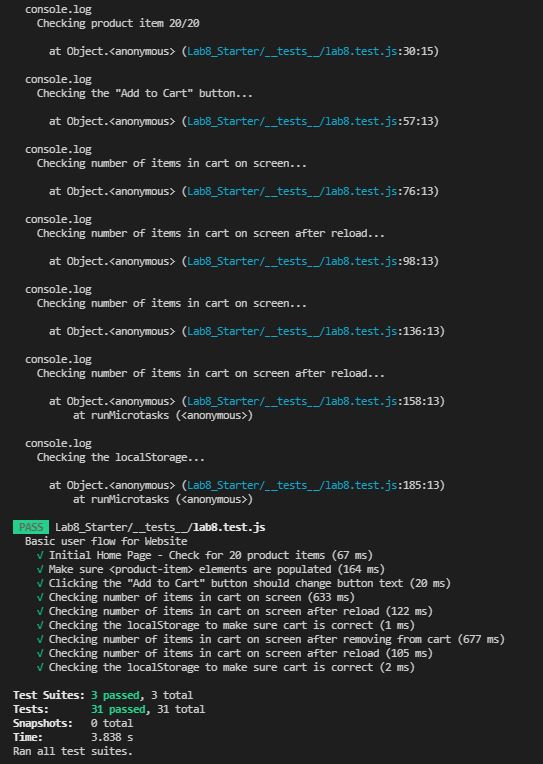 console.log
Checking product item 20/20
at Object.<anonymous> (Lab8_Starter/__tests__/lab8.test.js:30:15)
console.log
Checking the "Add to Cart" button...
at Object.<anonymous> (Lab8_Starter/__tests__/lab8.test.js:57:13)
console.log
Checking number of items in cart on screen...
at Object.<anonymous> (Lab8_Starter/__tests__/lab8.test.js:76:13)
console.log
Checking number of items in cart on screen after reload...
at Object.<anonymous> (Lab8_Starter/__tests__/lab8.test.js:98:13)
console.log
Checking number of items in cart on screen...
at Object.<anonymous> (Lab8_Starter/__tests__/lab8.test.js:136:13)
console.log
Checking number of items in cart on screen after reload...
at Object.<anonymous> (Lab8_Starter/__tests__/lab8.test.js:158:13)
at runMicrotasks (<anonymous>)
console.log
Checking the localStorage...
at Object.<anonymous> (Lab8_Starter/__tests__/lab8.test.js:185:13)
at runMicrotasks (<anonymous>)
PASS Lab8_Starter/__tests__/lab8.test.js
Basic user flow for Website
√ Initial Home Page - Check for 20 product items (67 ms)
√ Make sure <product-item> elements are populated (164 ms)
√ Clicking the "Add to Cart" button should change button text (20 ms)
√ Checking number of items in cart on screen (633 ms)
√ Checking number of items in cart on screen after reload (122 ms)
√ Checking the localStorage to make sure cart is correct (1 ms)
√ Checking number of items in cart on screen after removing from cart (677 ms)
√ Checking number of items in cart on screen after reload (105 ms)
√ Checking the localStorage to make sure cart is correct (2 ms)
Test Suites: 3 passed, 3 total
Tests: 31 passed, 31 total
Snapshots: 0 total
Time: 3.838 s
Ran all test suites.